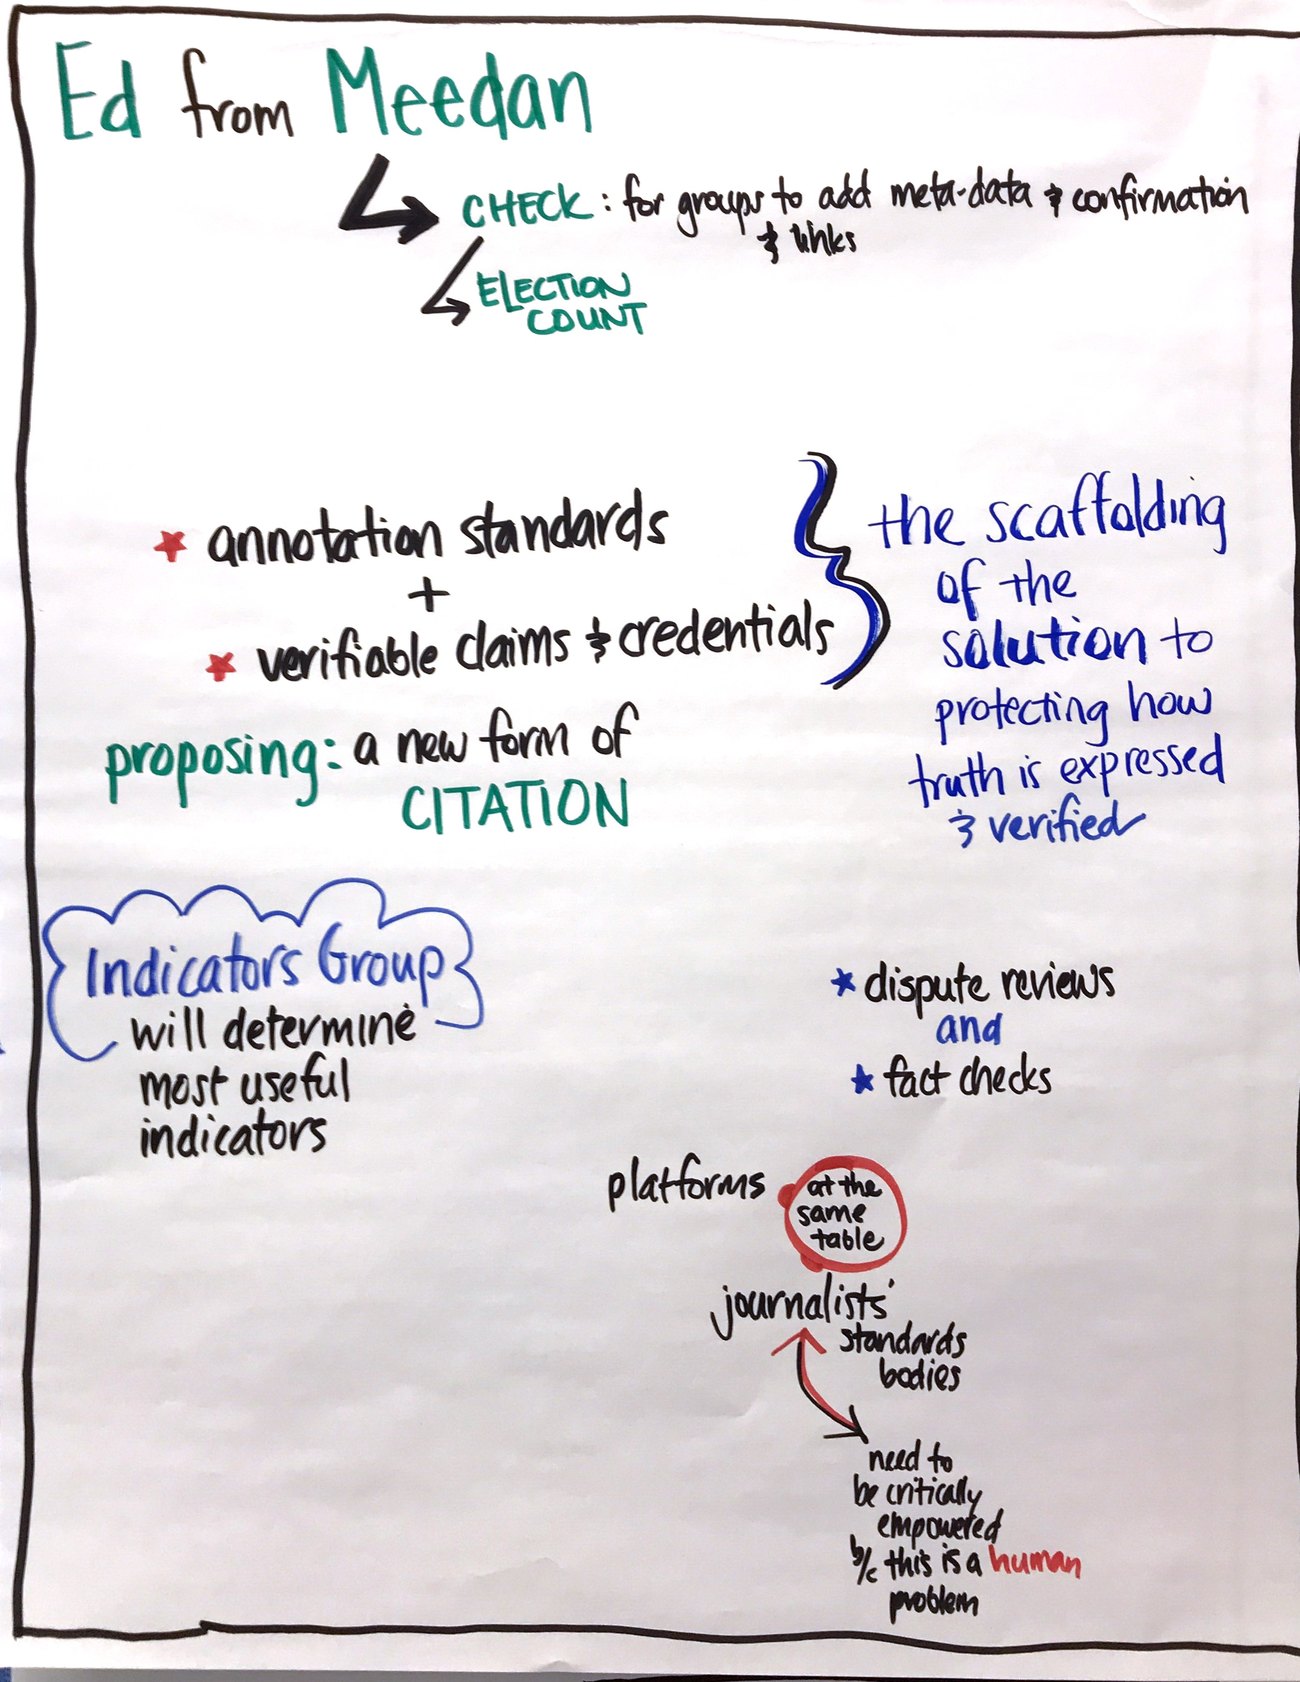 Ed from Meedan
CHECK: for groups to add meta-data & confirmation
& links
ELECTION
COUNT
★ annotation standards
+
★ verifiable claims & credentials
the scaffolding
of the
solution to
protecting how
truth is expressed
& verified
proposing: a new form of
CITATION
Indicators Group
will determine
most useful
indicators
★ dispute reviews
and
★ fact checks
platforms
at the
same
table
journalists'
standards
bodies
need to
be critically
empowered
b/c this is a human
problem